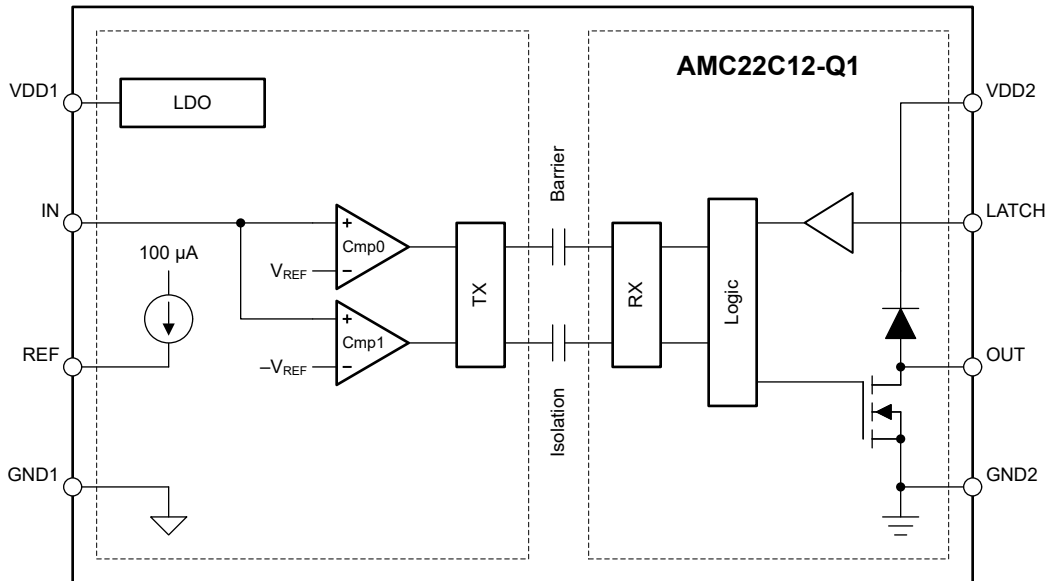 AMC22C12-Q1
VDD1
LDO
VDD2
Barrier
IN
LATCH
+
Cmp0
100 µA
VREF
–
TX
RX
Logic
+
Cmp1
REF
–VREF
–
OUT
Isolation
GND1
GND2